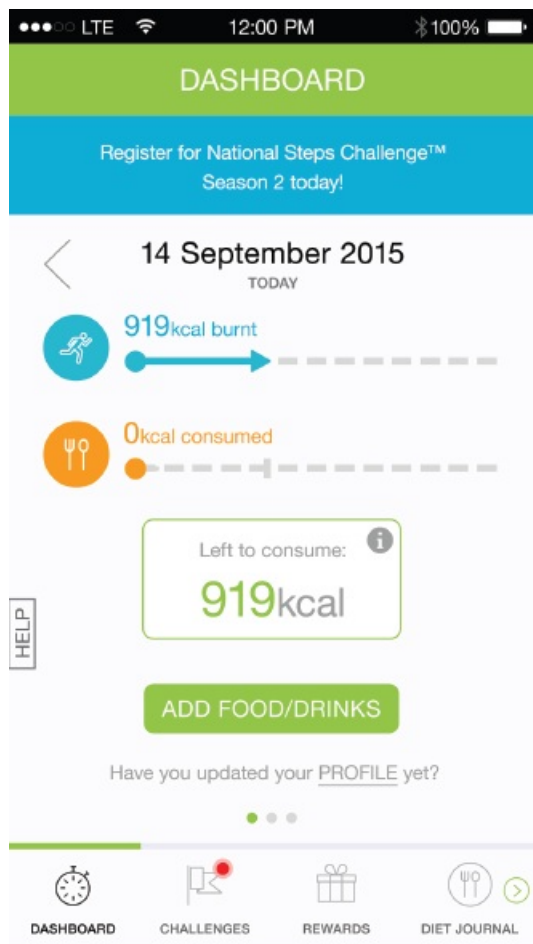 LTE 12:00 PM 100%
DASHBOARD
Register for National Steps Challenge™
Season 2 today!
14 September 2015
TODAY
919kcal burnt
0kcal consumed
Left to consume:
919kcal
HELP
ADD FOOD/DRINKS
Have you updated your PROFILE yet?
DASHBOARD CHALLENGES REWARDS DIET JOURNAL